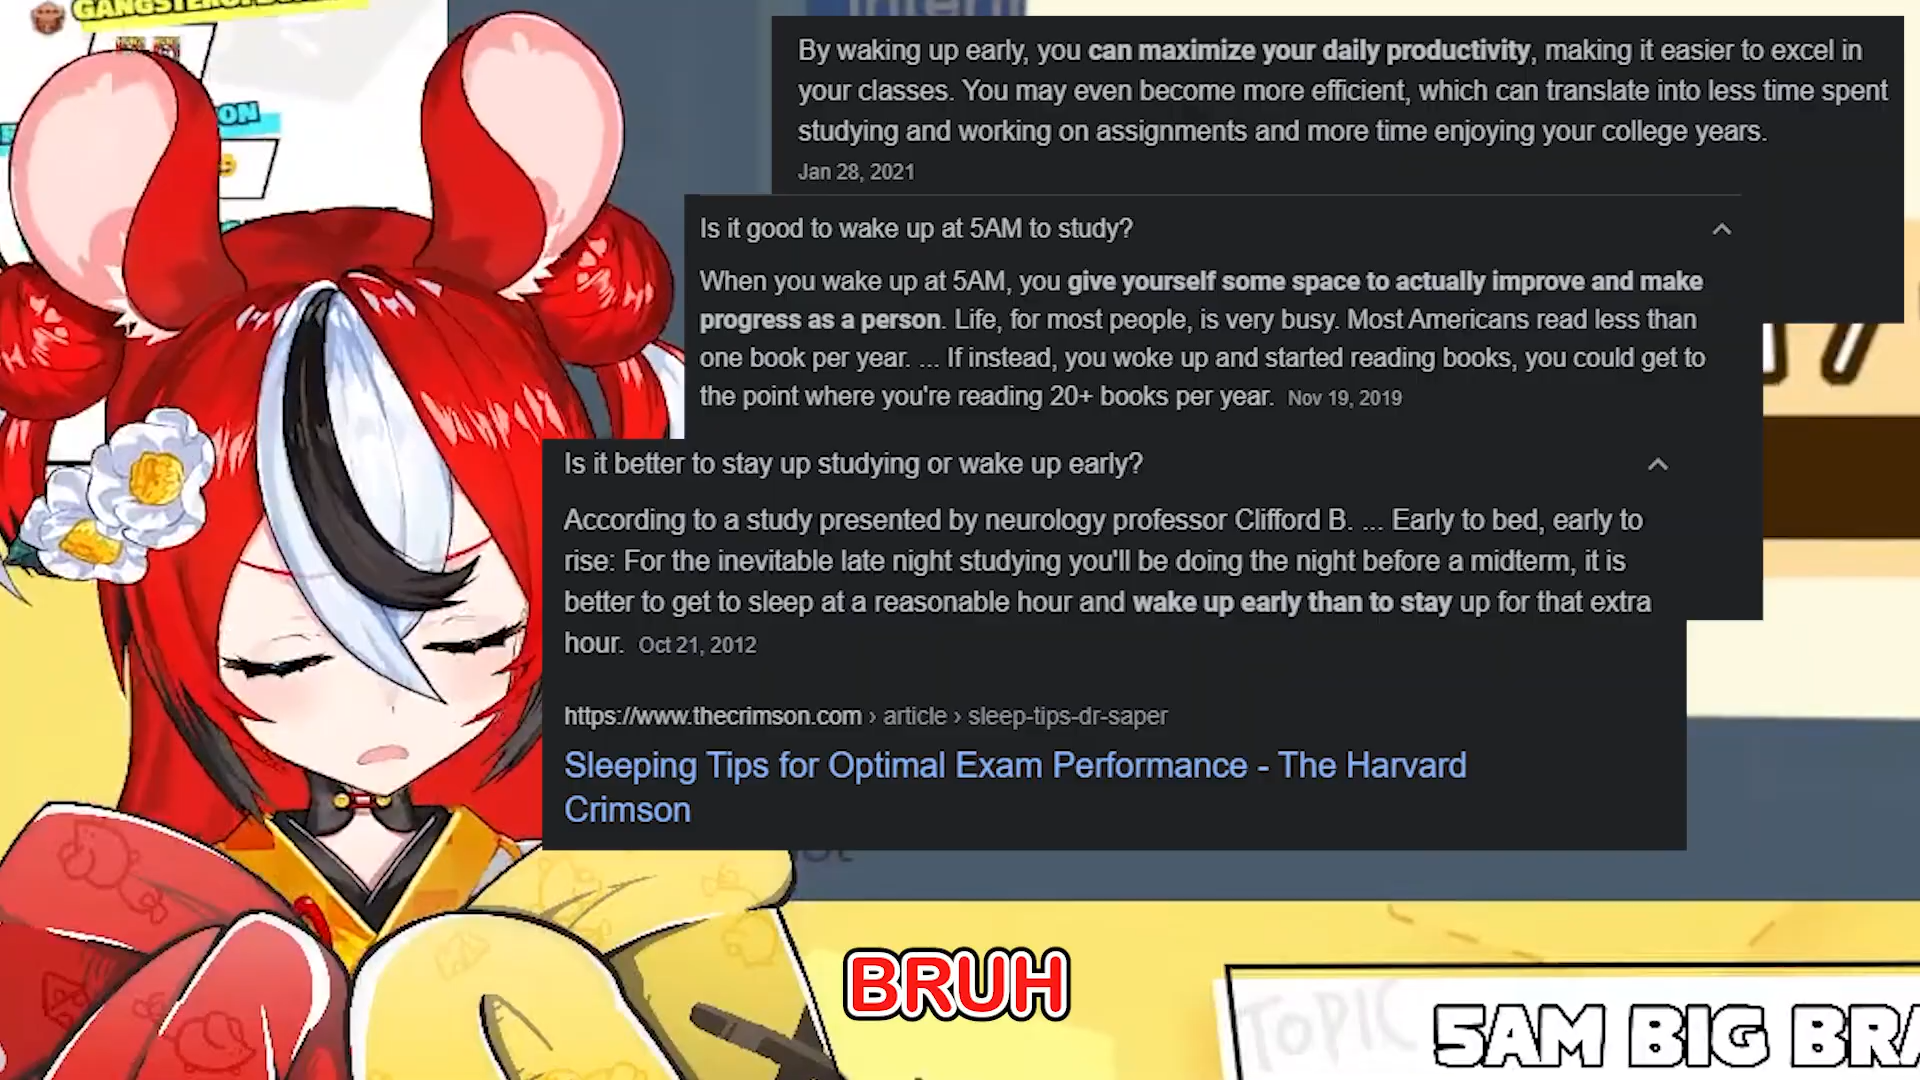 By waking up early, you can maximize your daily productivity, making it easier to excel in
your classes. You may even become more efficient, which can translate into less time spent
studying and working on assignments and more time enjoying your college years.
Jan 28, 2021
Is it good to wake up at 5AM to study?
When you wake up at 5AM, you give yourself some space to actually improve and make
progress as a person. Life, for most people, is very busy. Most Americans read less than
one book per year. ... If instead, you woke up and started reading books, you could get to
the point where you're reading 20+ books per year. Nov 19, 2019
Is it better to stay up studying or wake up early?
According to a study presented by neurology professor Clifford B. ... Early to bed, early to
rise: For the inevitable late night studying you'll be doing the night before a midterm, it is
better to get to sleep at a reasonable hour and wake up early than to stay up for that extra
hour. Oct 21, 2012
https://www.thecrimson.com › article › sleep-tips-dr-saper
Sleeping Tips for Optimal Exam Performance - The Harvard
Crimson
BRUH
TOPIC
5AM BIG BRA